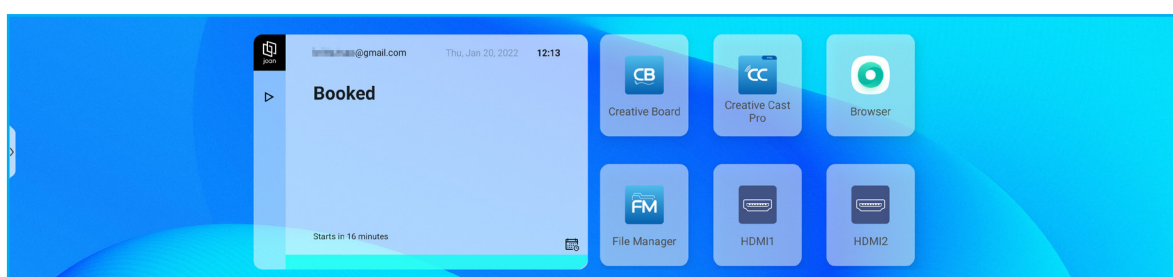 joan
@gmail.com
Thu, Jan 20, 2022
12:13
Booked
Starts in 16 minutes
CB
Creative Board
CC
Creative Cast
Pro
Browser
FM
File Manager
HDMI1
HDMI2